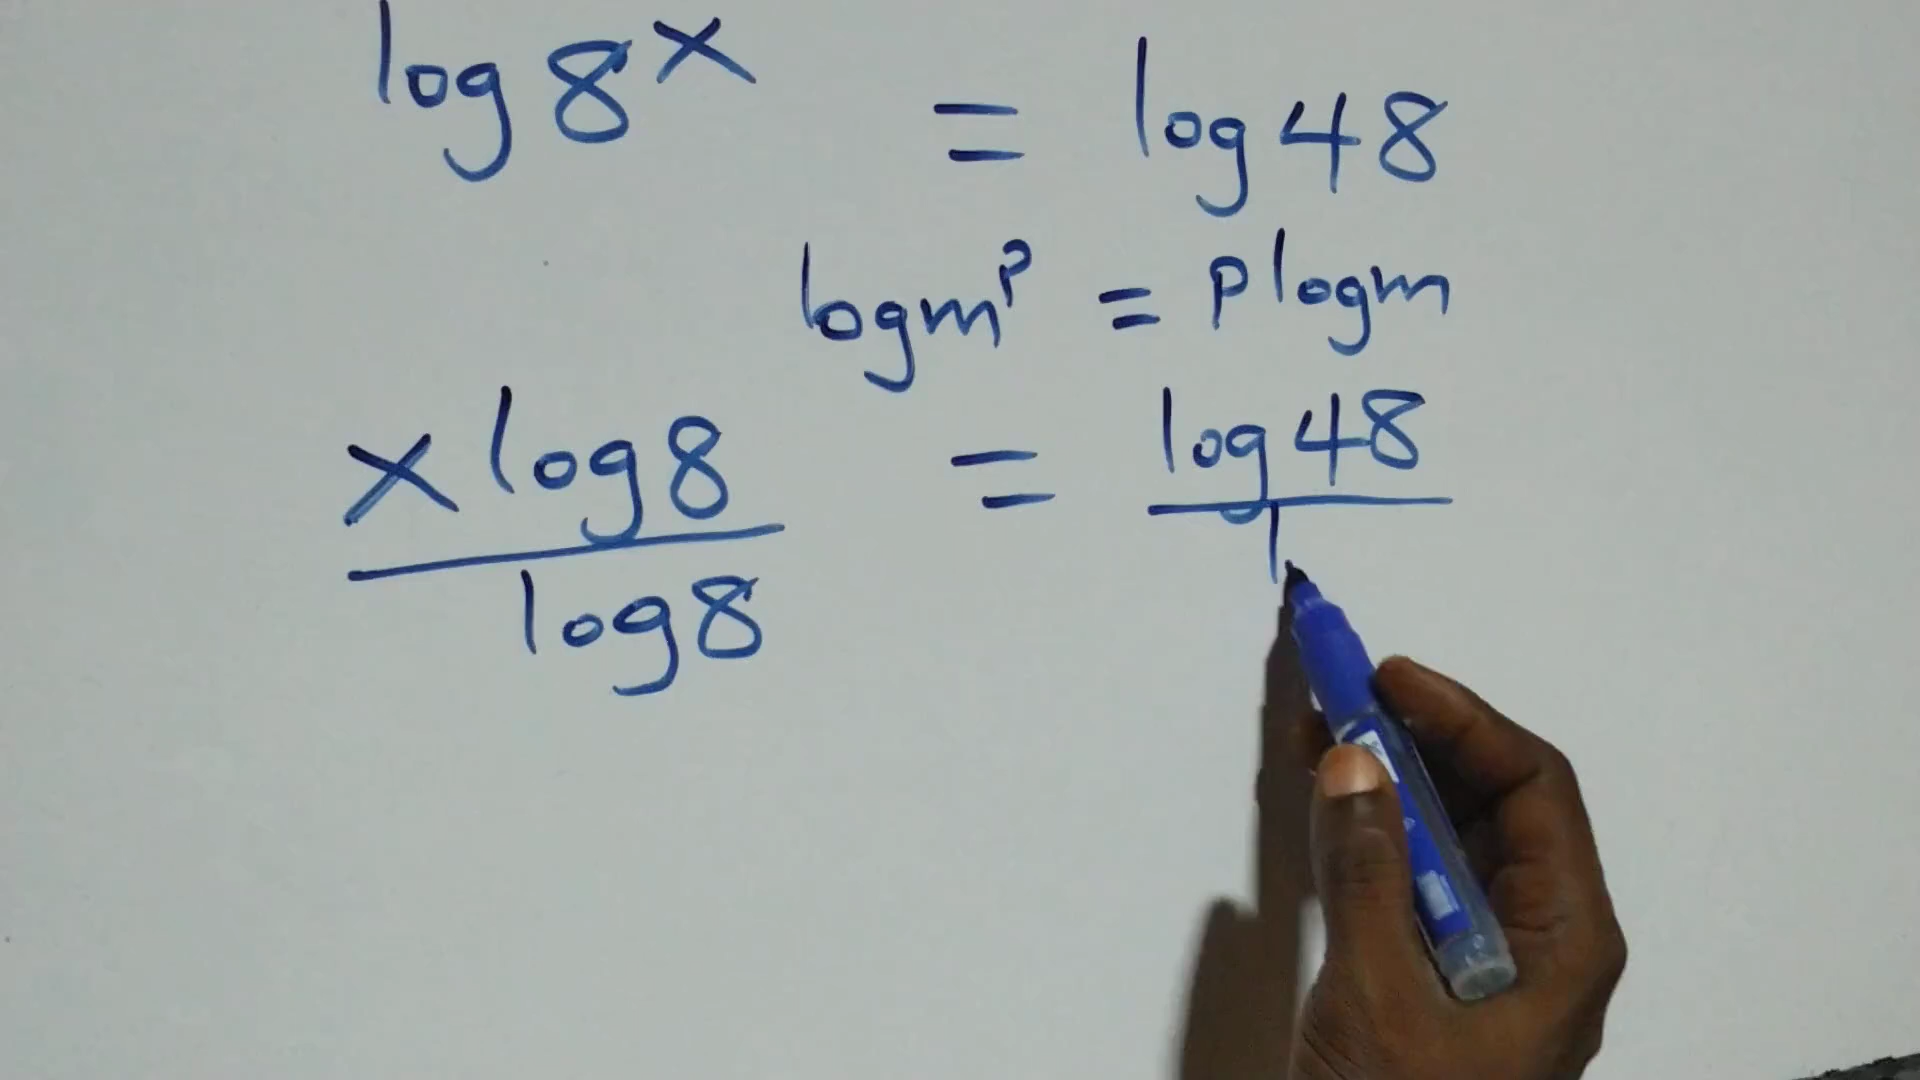 log 8^x = log 48
log m^p = p log m
x log 8 / log 8 = log 48 / l